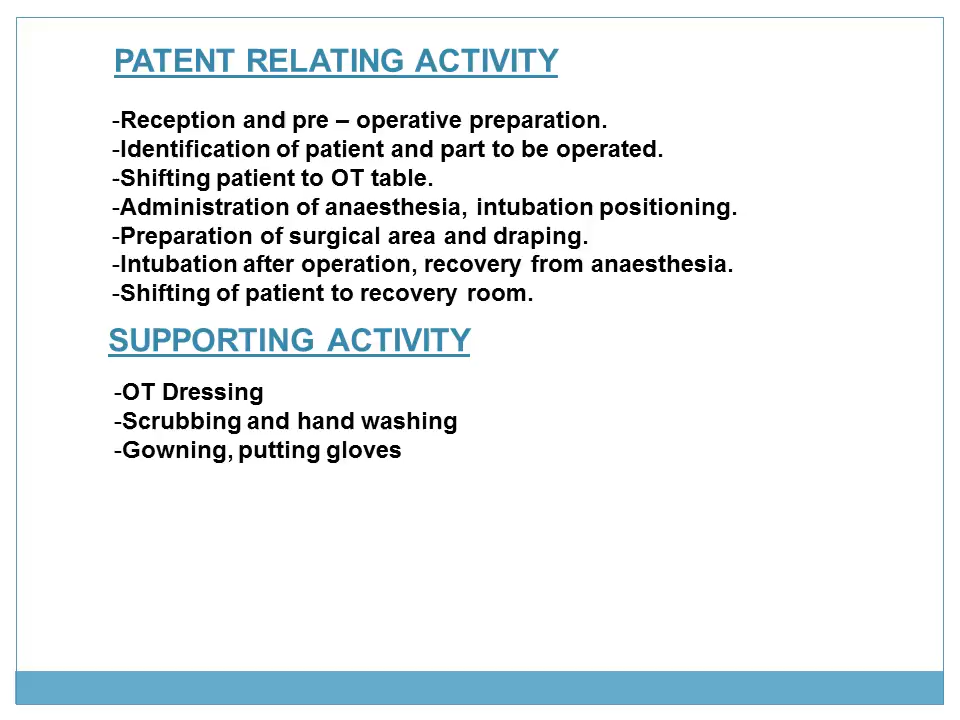 PATENT RELATING ACTIVITY
-Reception and pre – operative preparation.
-Identification of patient and part to be operated.
-Shifting patient to OT table.
-Administration of anaesthesia, intubation positioning.
-Preparation of surgical area and draping.
-Intubation after operation, recovery from anaesthesia.
-Shifting of patient to recovery room.
SUPPORTING ACTIVITY
-OT Dressing
-Scrubbing and hand washing
-Gowning, putting gloves